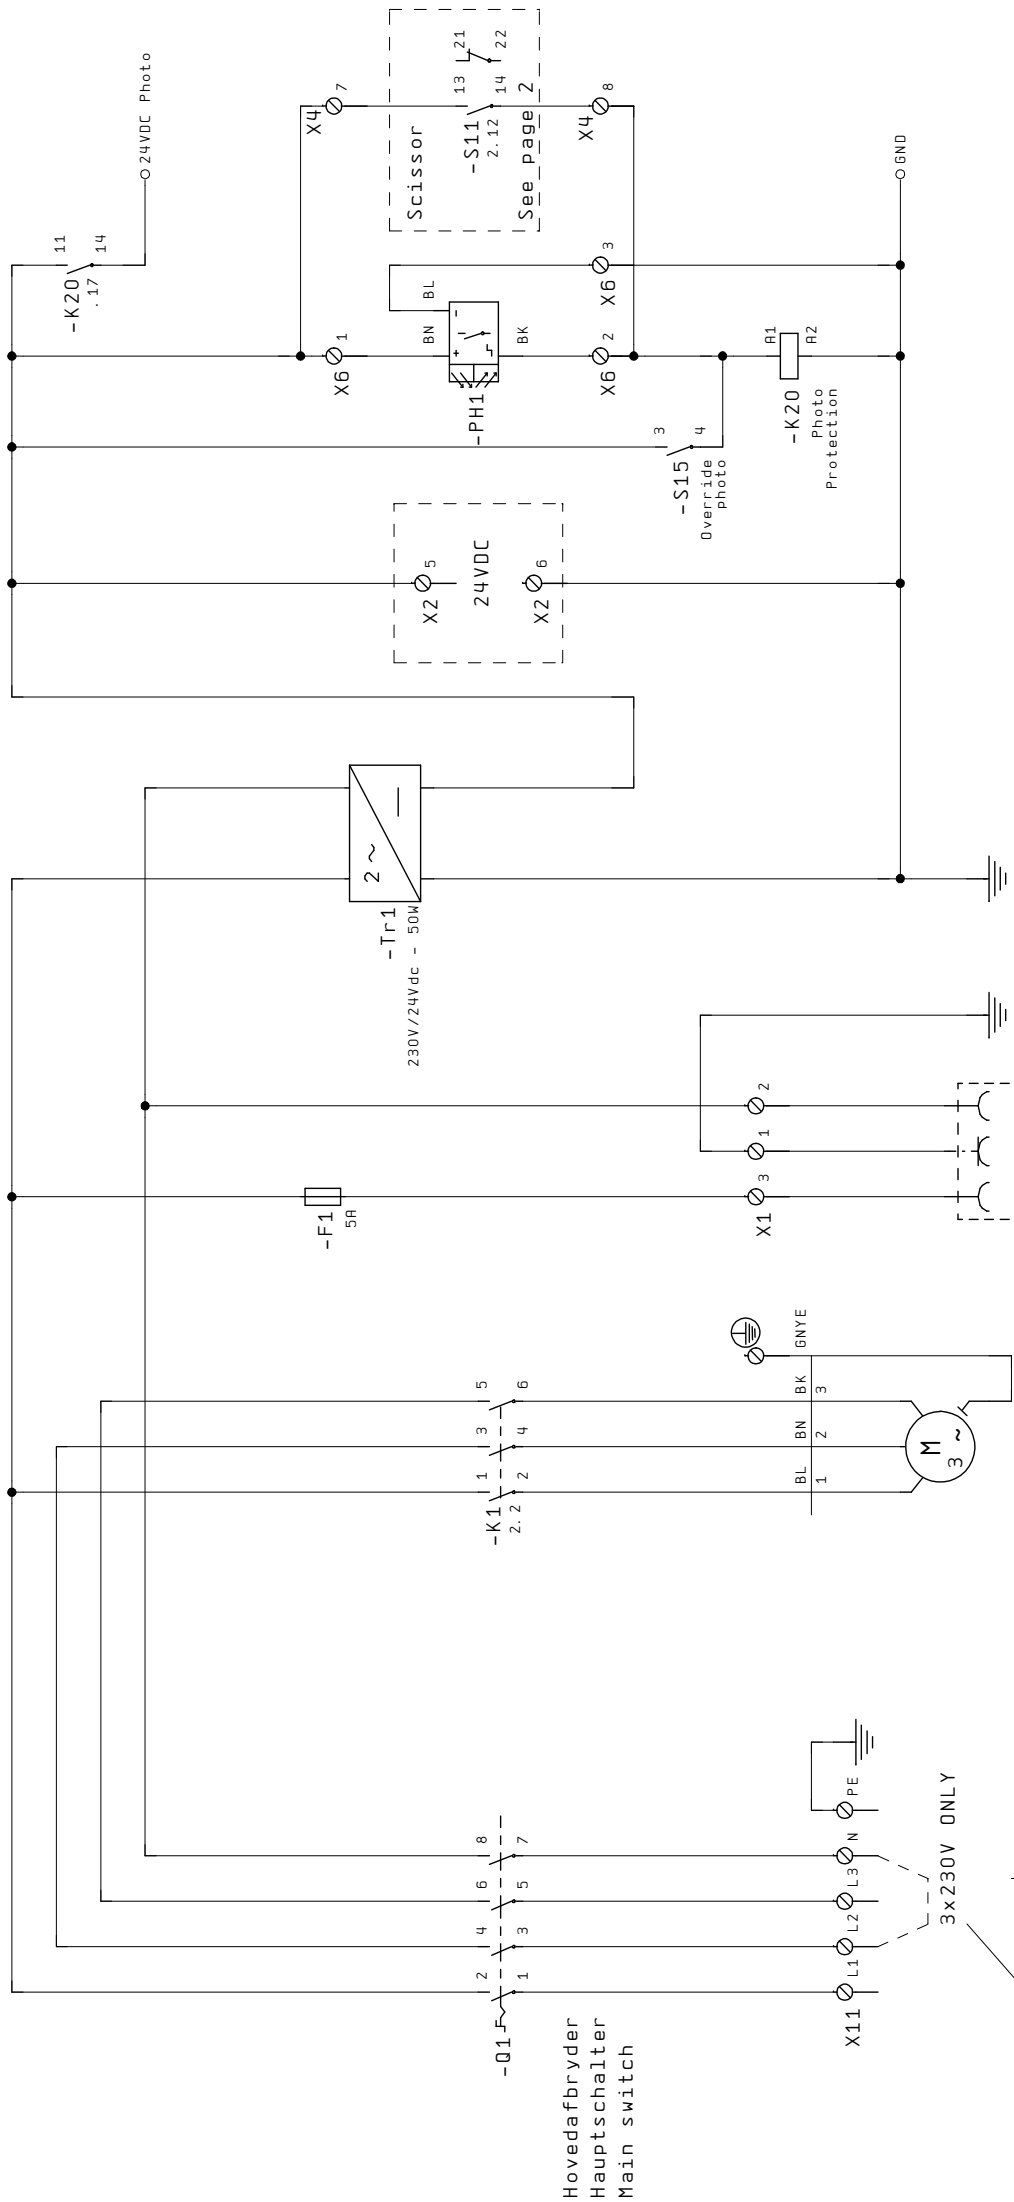 Hovedafbryder
Hauptschalter
Main switch
-Q1
2 4 6 8
1 3 5 7
X11
L1 L2 L3 N PE
3x230V ONLY
-K1
2.2
1 3 5
2 4 6
BL BN BK GNYE
1 2 3
M
3 ~
-F1
5A
X1
3 1 2
-Tr1
230V/24Vdc - 50W
2 ~
X2
5
24VDC
X2
6
-S15
Override
photo
3
4
-K20
.17
11
14
24VDC Photo
X6
1
-PH1
BN
BL
+
-
BK
X6
2
X6
3
-K20
Photo
Protection
A1
A2
X4
7
Scissor
-S11
2.12
13
14
21
22
See page 2
X4
8
GND